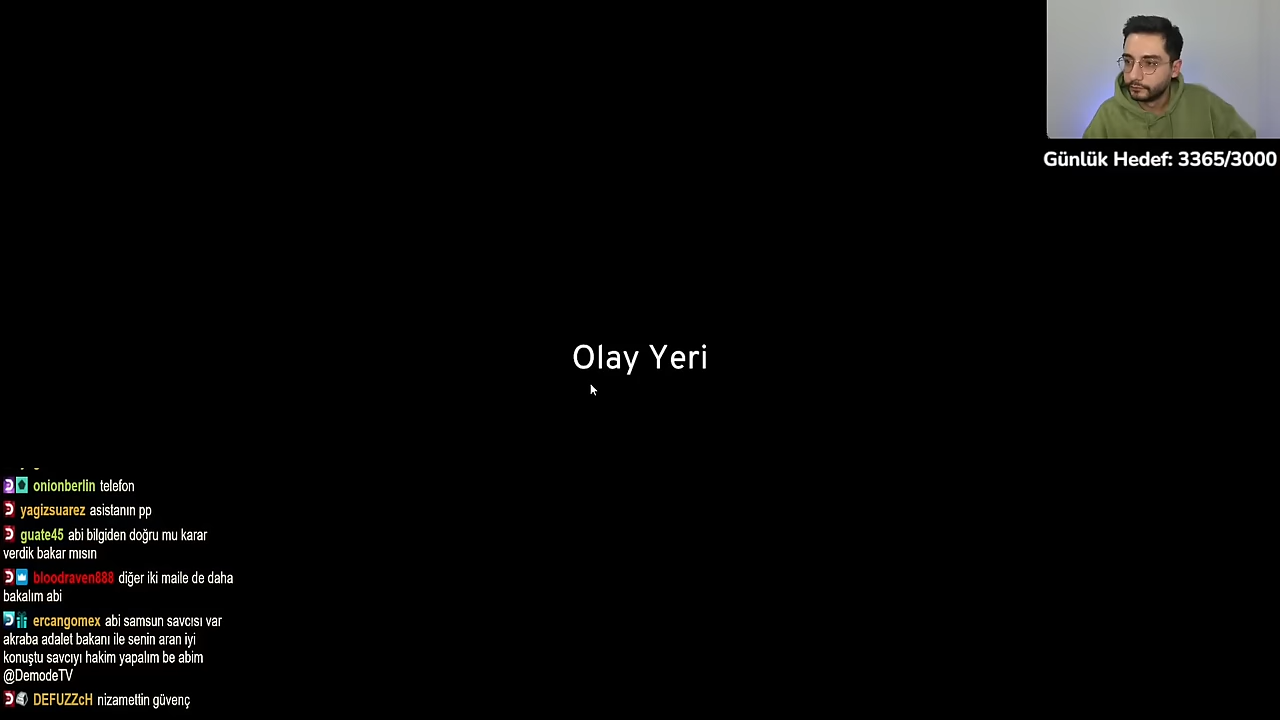 Günlük Hedef: 3365/3000
Olay Yeri
onionberlin telefon
yagizsuarez asistanın pp
guate45 abi bilgiden doğru mu karar
verdik bakar mısın
bloodraven888 diğer iki maile de daha
bakalım abi
ercangomex abi samsun savcısı var
akraba adalet bakanı ile senin aran iyi
konuştu savcıyı hakim yapalım be abim
@DemodeTV
DEFUZZcH nizamettin güvenç